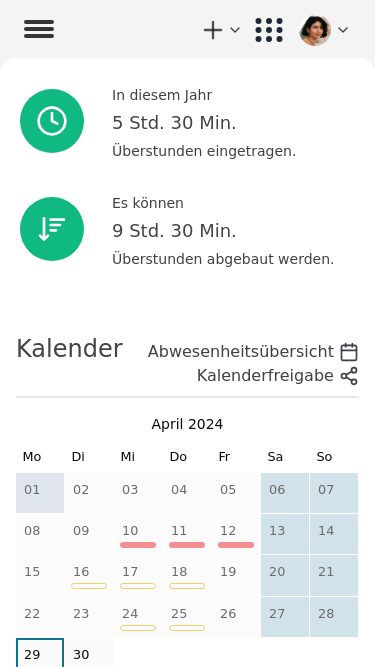 In diesem Jahr
5 Std. 30 Min.
Überstunden eingetragen.
Es können
9 Std. 30 Min.
Überstunden abgebaut werden.
Kalender
Abwesenheitsübersicht
Kalenderfreigabe
April 2024
Mo Di Mi Do Fr Sa So
01 02 03 04 05 06 07
08 09 10 11 12 13 14
15 16 17 18 19 20 21
22 23 24 25 26 27 28
29 30